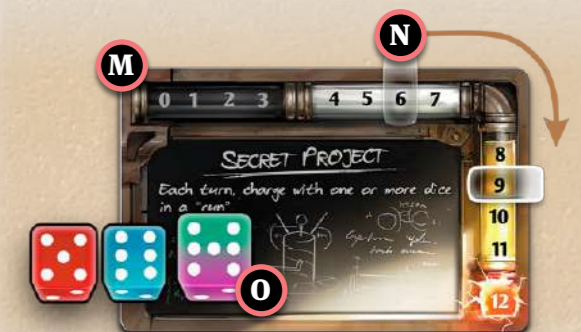 M
N
0 1 2 3 4 5 6 7
SECRET PROJECT
8
Each turn, charge with one or more dice
9
in a "run"
10
11
O
12